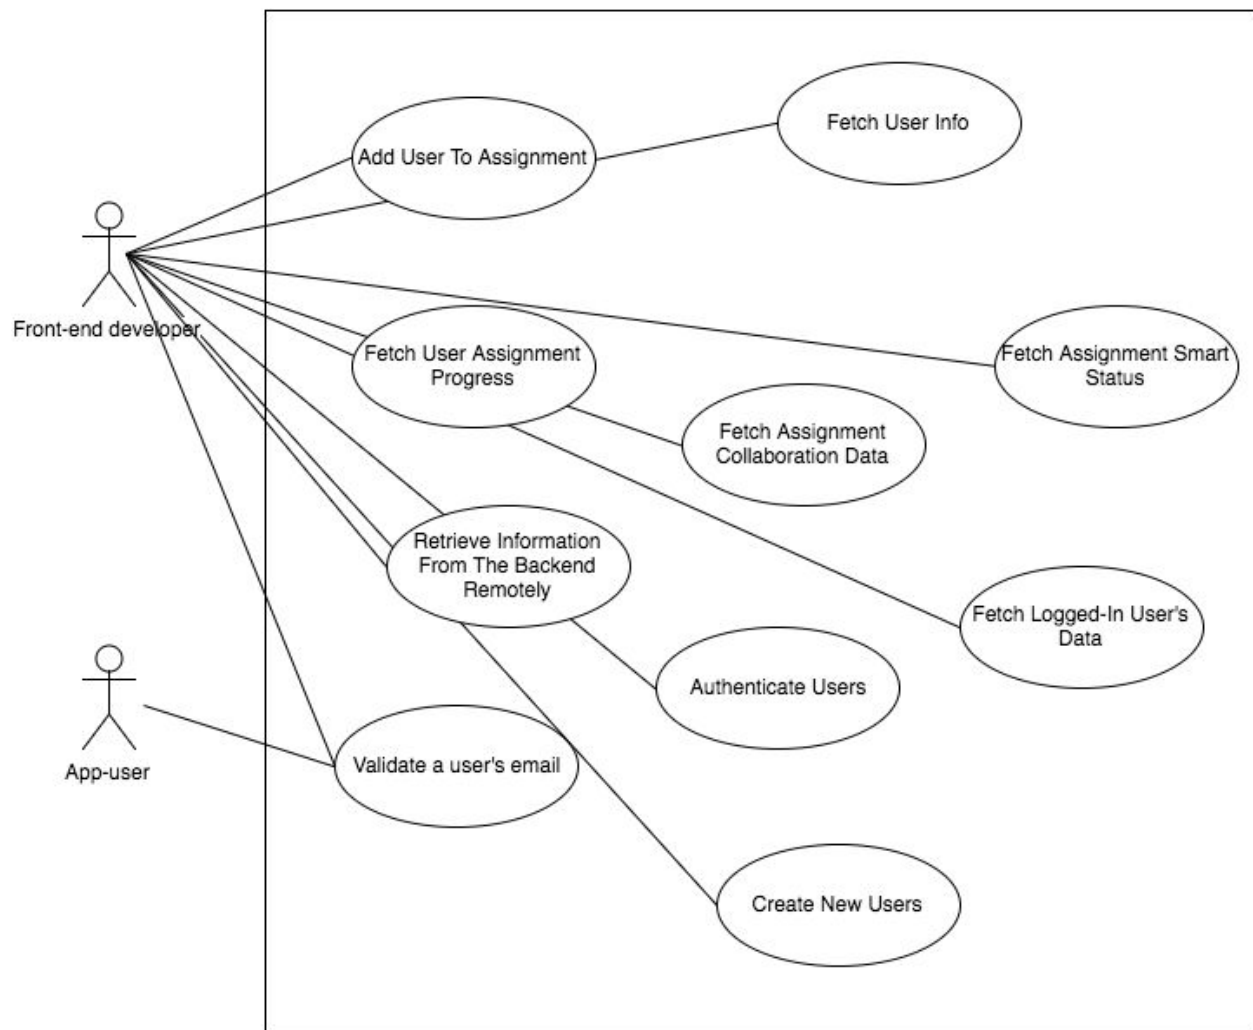 Fetch User Info
Add User To Assignment
Front-end developer
Fetch User Assignment
Progress
Fetch Assignment Smart
Status
Fetch Assignment
Collaboration Data
Retrieve Information
From The Backend
Remotely
Fetch Logged-In User's
Data
Authenticate Users
App-user
Validate a user's email
Create New Users